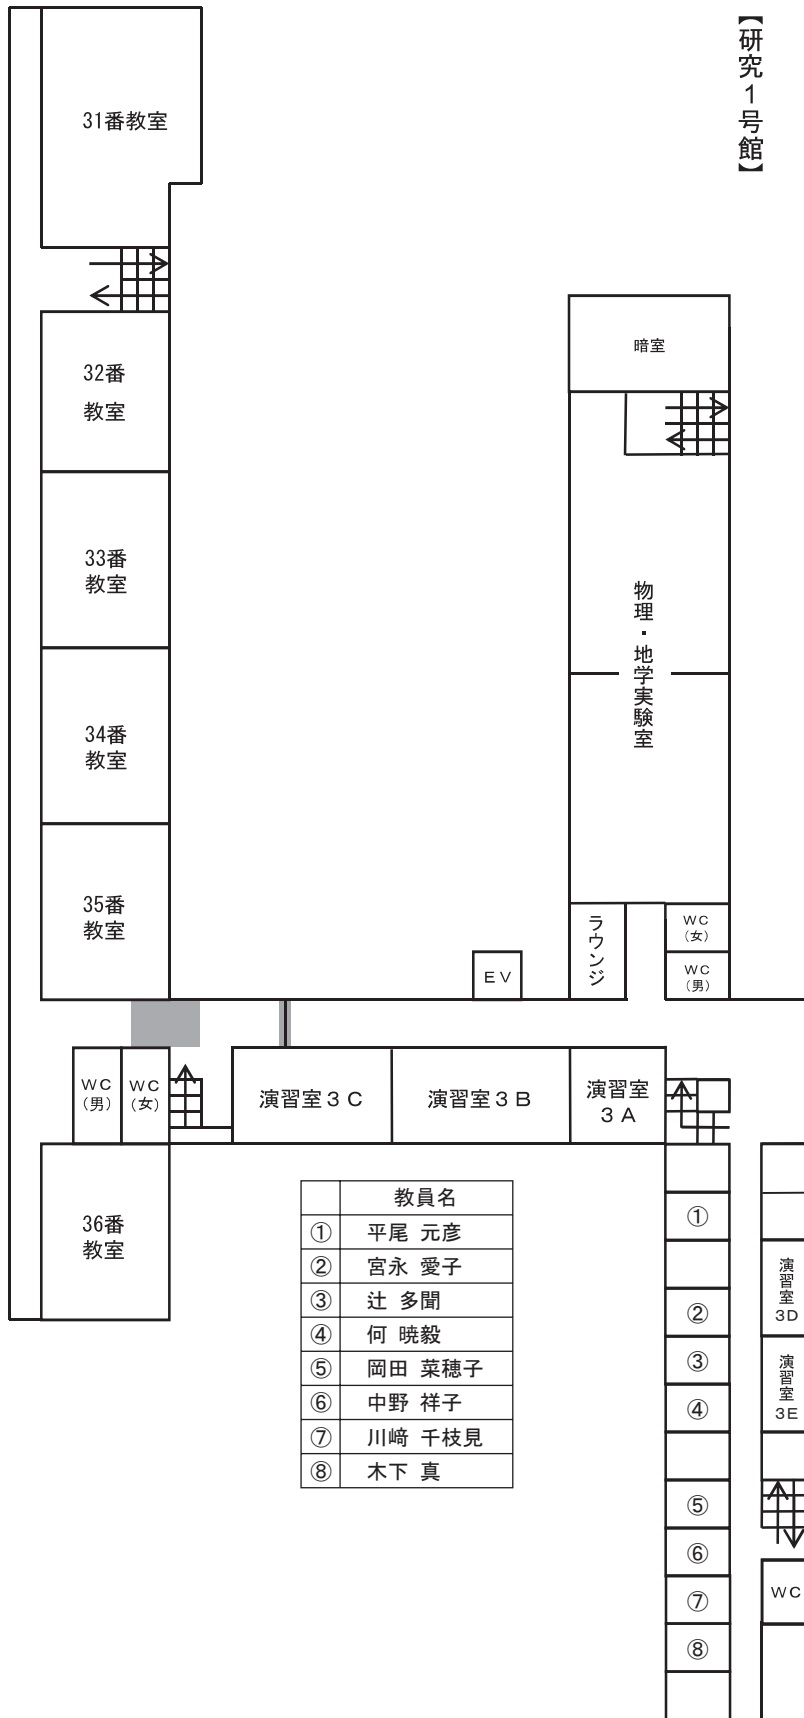 【研究１号館】
31番教室
32番
教室
33番
教室
34番
教室
35番
教室
暗室
物理・地学実験室
ラウンジ
WC
（女）
WC
（男）
EV
WC
（男）
WC
（女）
演習室３C
演習室３B
演習室
３A
36番
教室
教員名
① 平尾 元彦
② 宮永 愛子
③ 辻 多聞
④ 何 暁毅
⑤ 岡田 菜穂子
⑥ 中野 祥子
⑦ 川﨑 千枝見
⑧ 木下 真
①
②
③
④
⑤
⑥
⑦
⑧
演習室
3D
演習室
3E
WC